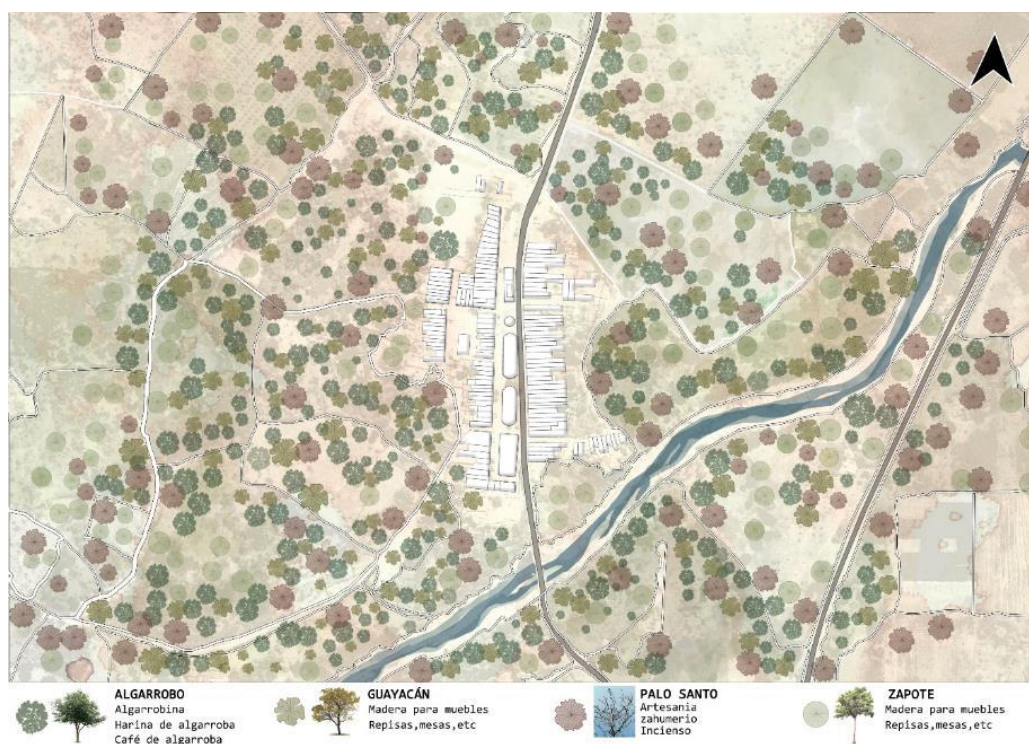 ALGARROBO
Algarrobina
Harina de algarroba
Café de algarroba
GUAYACÁN
Madera para muebles
Repisas,mesas,etc
PALO SANTO
Artesania
zahumerio
Incienso
ZAPOTE
Madera para muebles
Repisas,mesas,etc